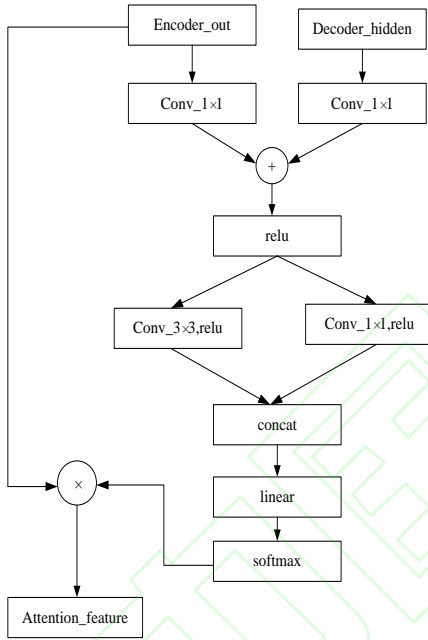 Encoder_out
Decoder_hidden
Conv_1×1
Conv_1×1
+
relu
Conv_3×3,relu
Conv_1×1,relu
concat
×
linear
softmax
Attention_feature